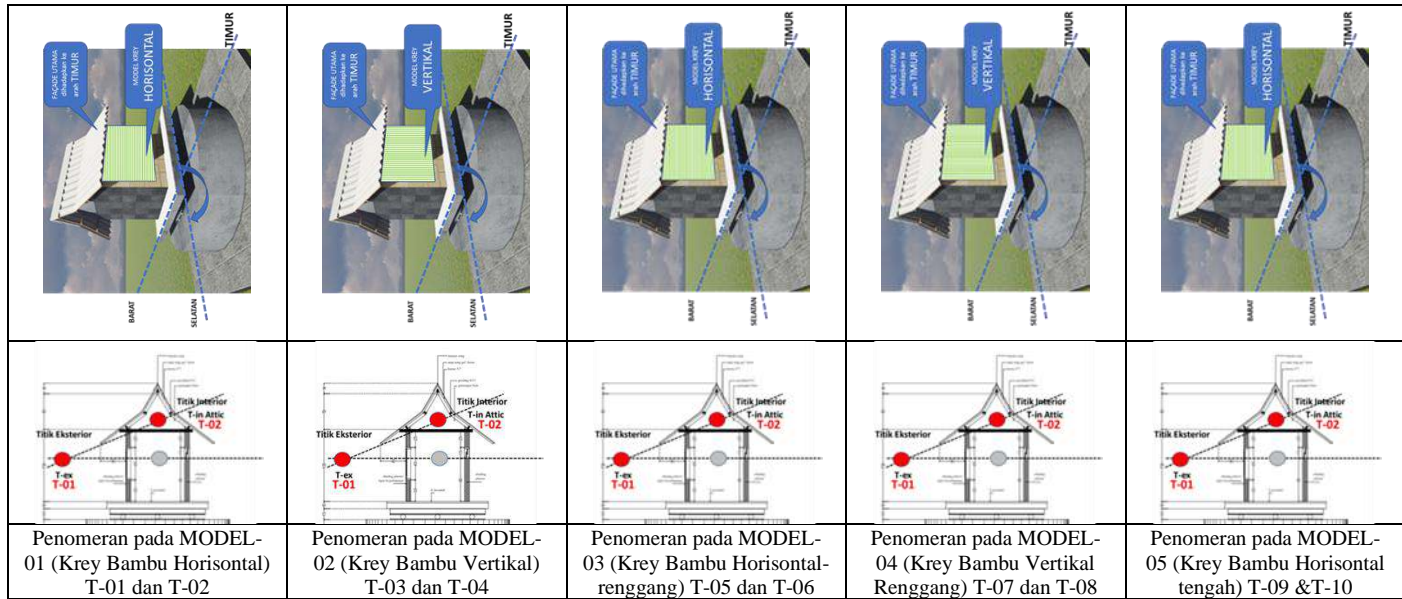 FAÇADE UTAMA
dihadapkan ke
arah TIMUR
MODEL KREY
HORISONTAL
TIMUR
BARAT
SELATAN
FAÇADE UTAMA
dihadapkan ke
arah TIMUR
MODEL KREY
VERTIKAL
TIMUR
BARAT
SELATAN
FAÇADE UTAMA
dihadapkan ke
arah TIMUR
MODEL KREY
HORISONTAL
TIMUR
BARAT
SELATAN
FAÇADE UTAMA
dihadapkan ke
arah TIMUR
MODEL KREY
VERTIKAL
TIMUR
BARAT
SELATAN
FAÇADE UTAMA
dihadapkan ke
arah TIMUR
MODEL KREY
HORISONTAL
TIMUR
BARAT
SELATAN
Titik Interior
T-in Attic
T-02
Titik Eksterior
T-ex
T-01
Titik Interior
T-in Attic
T-02
Titik Eksterior
T-ex
T-01
Titik Interior
T-in Attic
T-02
Titik Eksterior
T-ex
T-01
Titik Interior
T-in Attic
T-02
Titik Eksterior
T-ex
T-01
Titik Interior
T-in Attic
T-02
Titik Eksterior
T-ex
T-01
Penomeran pada MODEL-
01 (Krey Bambu Horisontal)
T-01 dan T-02
Penomeran pada MODEL-
02 (Krey Bambu Vertikal)
T-03 dan T-04
Penomeran pada MODEL-
03 (Krey Bambu Horisontal-
renggang) T-05 dan T-06
Penomeran pada MODEL-
04 (Krey Bambu Vertikal
Renggang) T-07 dan T-08
Penomeran pada MODEL-
05 (Krey Bambu Horisontal
tengah) T-09 &T-10